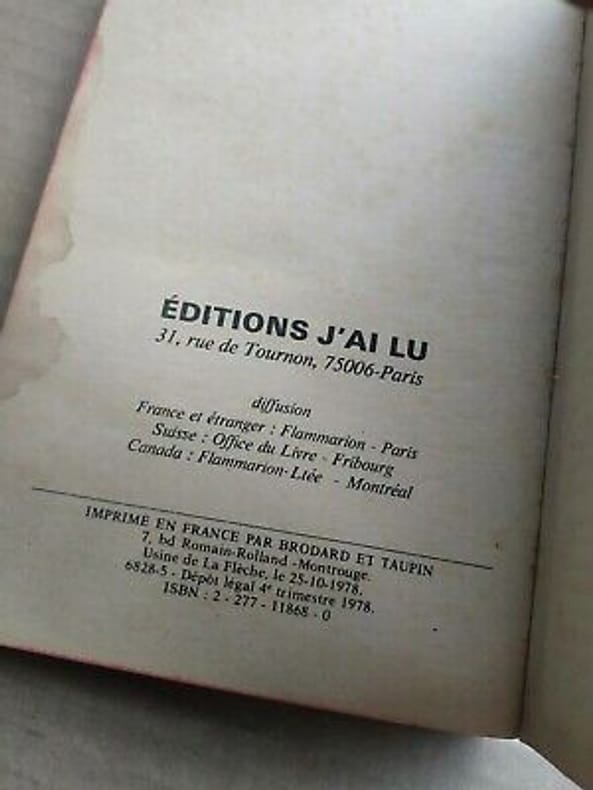 ÉDITIONS J'AI LU
31, rue de Tournon, 75006-Paris
diffusion
France et étranger : Flammarion - Paris
Suisse : Office du Livre - Fribourg
Canada : Flammarion-Ltée - Montréal
IMPRIMÉ EN FRANCE PAR BRODARD ET TAUPIN
7, bd Romain-Rolland -Montrouge.
Usine de La Flèche, le 25-10-1978.
6828-5 - Dépôt légal 4e trimestre 1978.
ISBN : 2 - 277 - 11868 - 0